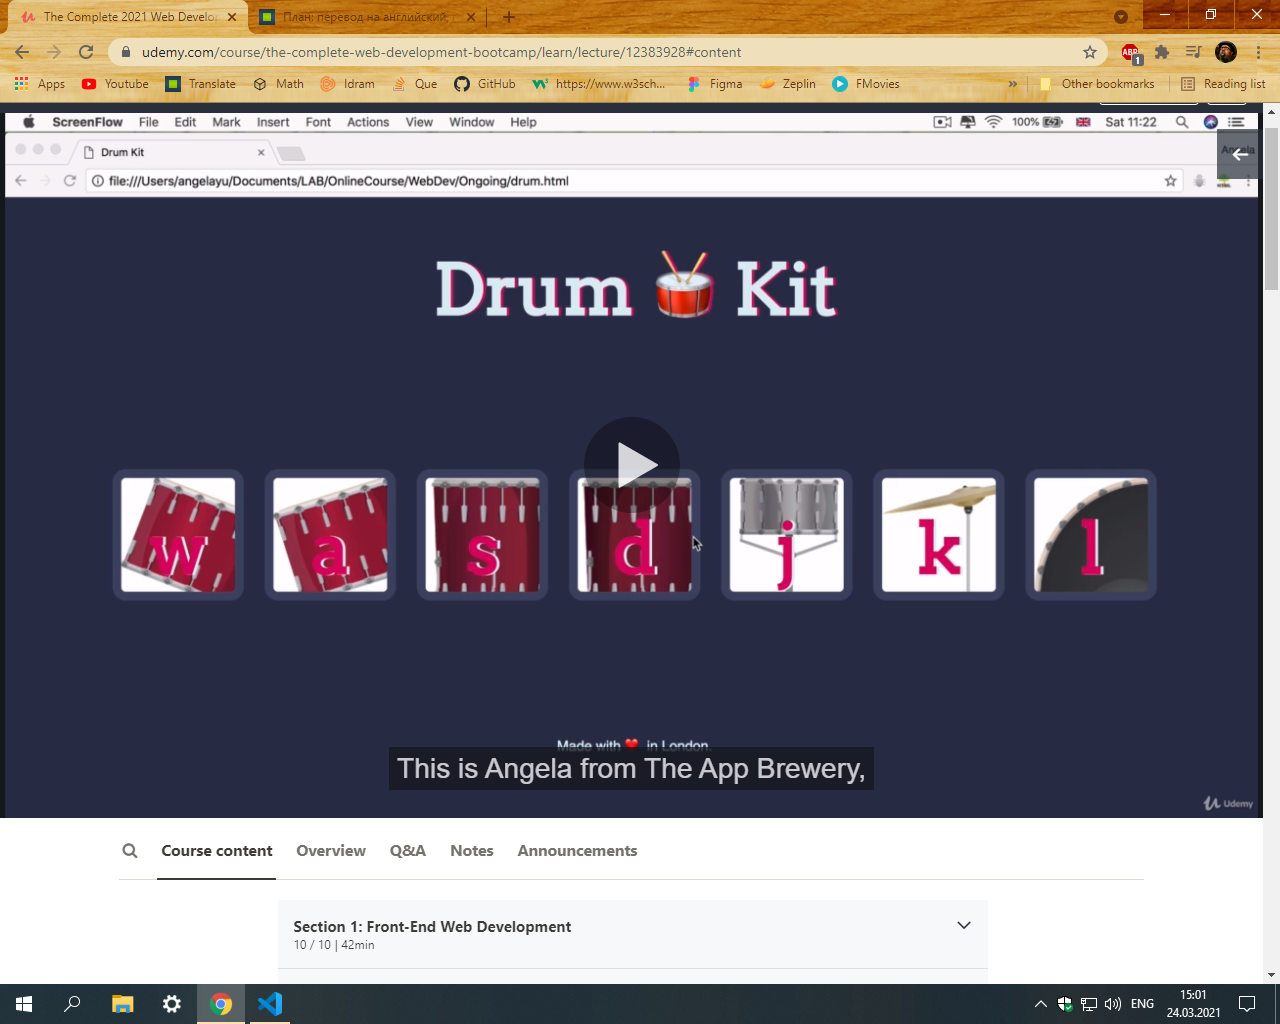 The Complete 2021 Web Develo
План: перевод на английский,
udemy.com/course/the-complete-web-development-bootcamp/learn/lecture/12383928#content
ABP
1
Apps
Youtube
Translate
Math
Idram
Que
GitHub
https://www.w3sch...
Figma
Zeplin
FMovies
»
Other bookmarks
Reading list
ScreenFlow File Edit Mark Insert Font Actions View Window Help
100%
Sat 11:22
Drum Kit
Angela
file:///Users/angelayu/Documents/LAB/OnlineCourse/WebDev/Ongoing/drum.html
Drum Kit
w a s d j k l
Made with in London.
This is Angela from The App Brewery,
Udemy
Course content
Overview
Q&A
Notes
Announcements
Section 1: Front-End Web Development
10 / 10 | 42min
ENG
15:01
24.03.2021